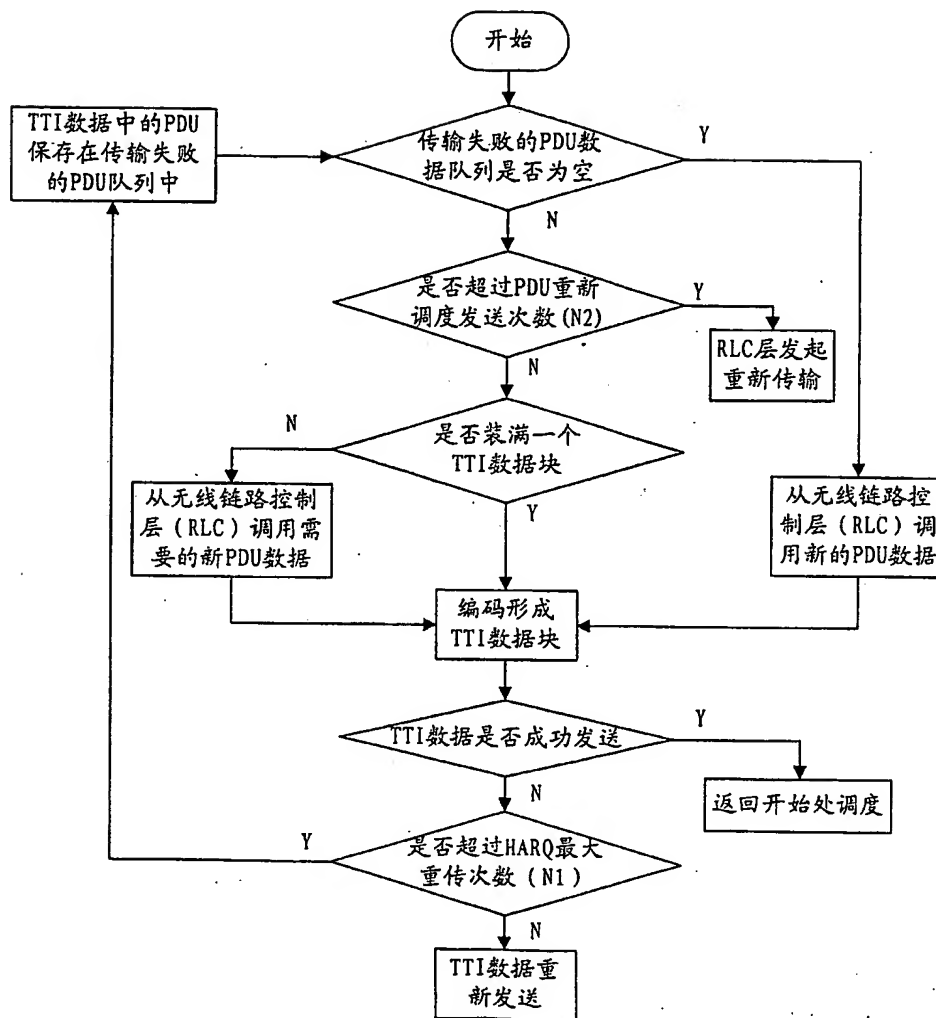 开始
TTI数据中的PDU
保存在传输失败
的PDU队列中
传输失败的PDU数
据队列是否为空
Y
N
是否超过PDU重新
调度发送次数(N2)
Y
RLC层发起
重新传输
N
是否装满一个
TTI数据块
N
从无线链路控制
层（RLC）调用需
要的新PDU数据
Y
从无线链路控
制层（RLC）调
用新的PDU数据
编码形成
TTI数据块
TTI数据是否成功发送
Y
返回开始处调度
N
是否超过HARQ最大
重传次数（N1）
Y
N
TTI数据重
新发送